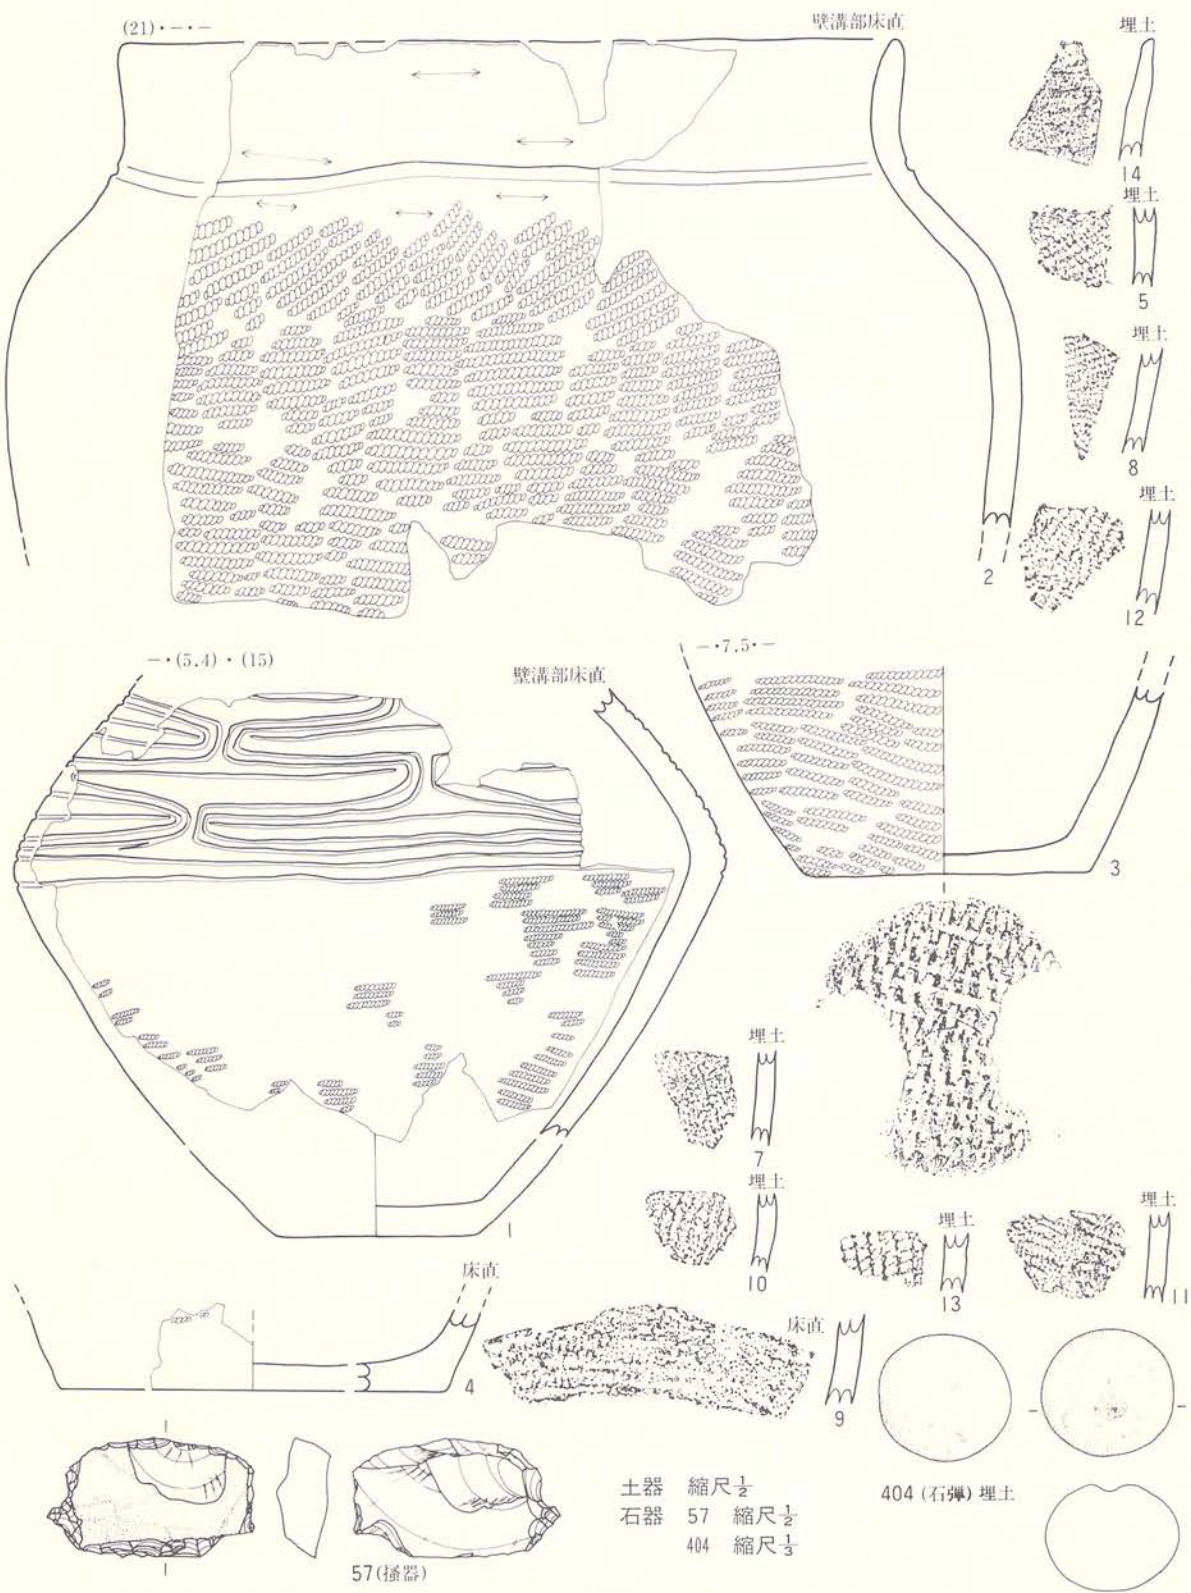 (21)・−・−
壁溝部床直
埋土
14
埋土
5
埋土
8
埋土
12
2
−・(5.4)・(15)
壁溝部床直
−・7.5・−
3
埋土
7
埋土
10
1
埋土
13
埋土
11
床直
4
床直
9
57(掻器)
土器 縮尺1/2
石器 57 縮尺1/2
404 縮尺1/3
404(石弾)埋土